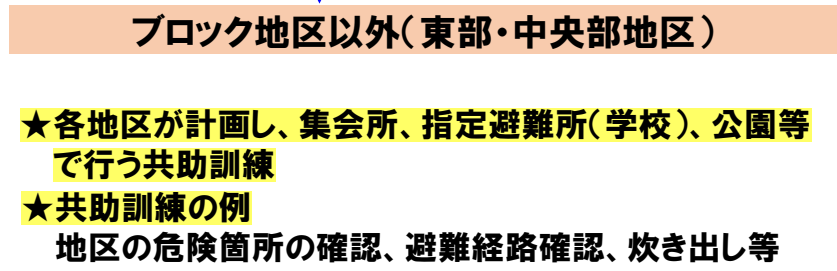 ブロック地区以外（東部・中央部地区）
★各地区が計画し、集会所、指定避難所（学校）、公園等
で行う共助訓練
★共助訓練の例
地区の危険箇所の確認、避難経路確認、炊き出し等